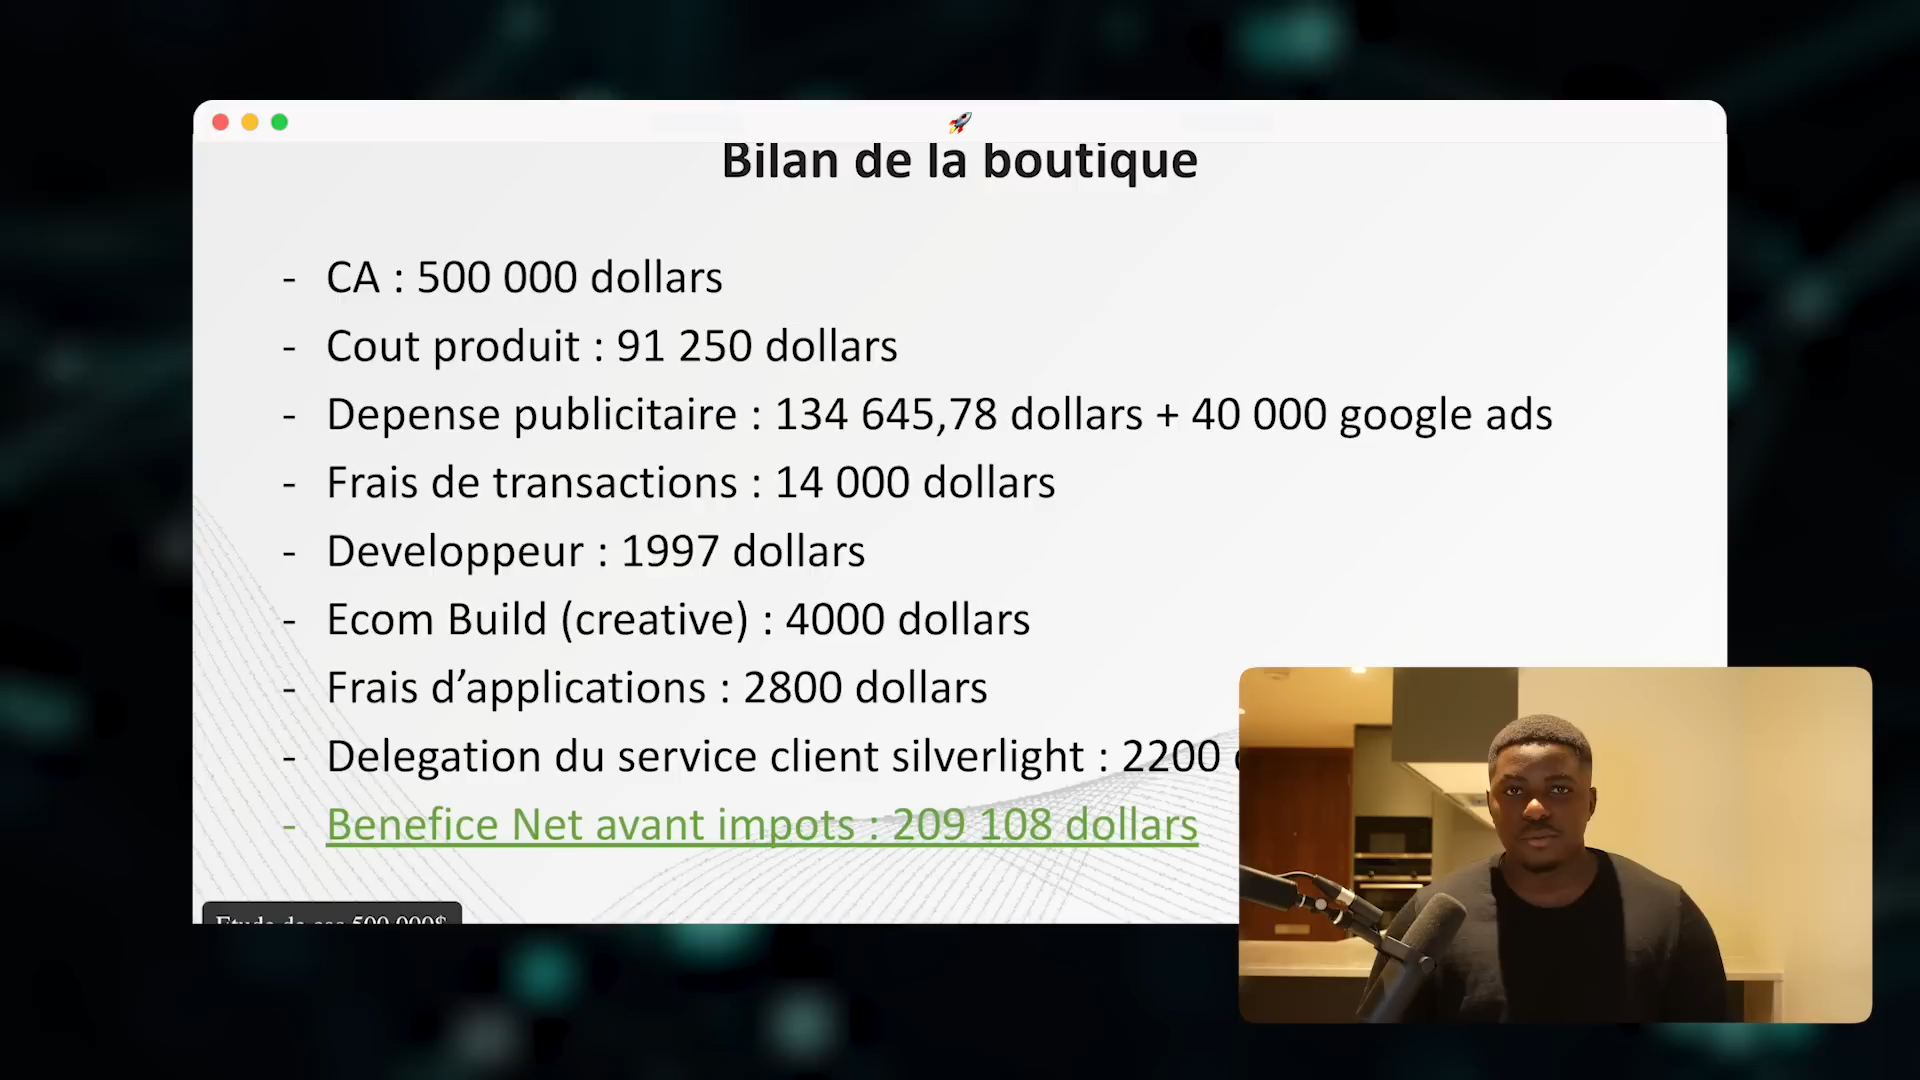 Bilan de la boutique
- CA : 500 000 dollars
- Cout produit : 91 250 dollars
- Depense publicitaire : 134 645,78 dollars + 40 000 google ads
- Frais de transactions : 14 000 dollars
- Developpeur : 1997 dollars
- Ecom Build (creative) : 4000 dollars
- Frais d’applications : 2800 dollars
- Delegation du service client silverlight : 2200
- Benefice Net avant impots : 209 108 dollars
Etude de cas 500 000$